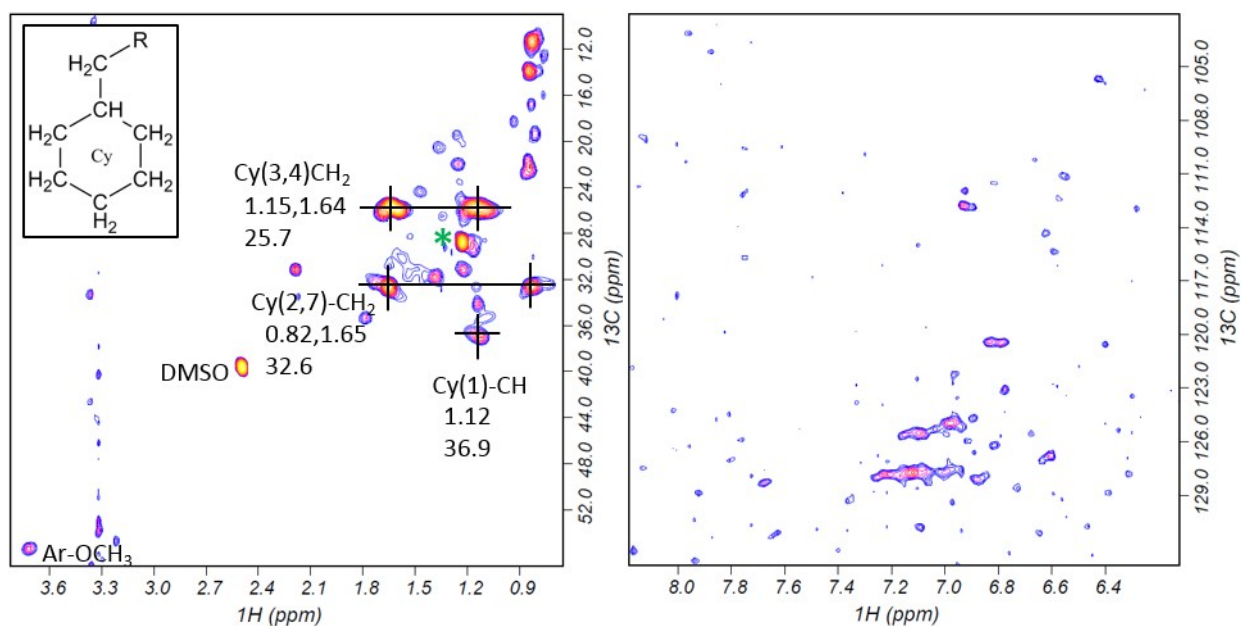 R
H2C
CH
H2C CH2
Cy
H2C CH2
C
H2
Cy(3,4)CH2
1.15,1.64
25.7
*
Cy(2,7)-CH2
0.82,1.65
32.6
DMSO
Cy(1)-CH
1.12
36.9
Ar-OCH3
12.0
16.0
20.0
24.0
28.0
32.0
36.0
40.0
44.0
48.0
52.0
13C (ppm)
3.6 3.3 3.0 2.7 2.4 2.1 1.8 1.5 1.2 0.9
1H (ppm)
105.0
108.0
111.0
114.0
117.0
120.0
123.0
126.0
129.0
13C (ppm)
8.0 7.8 7.6 7.4 7.2 7.0 6.8 6.6 6.4
1H (ppm)